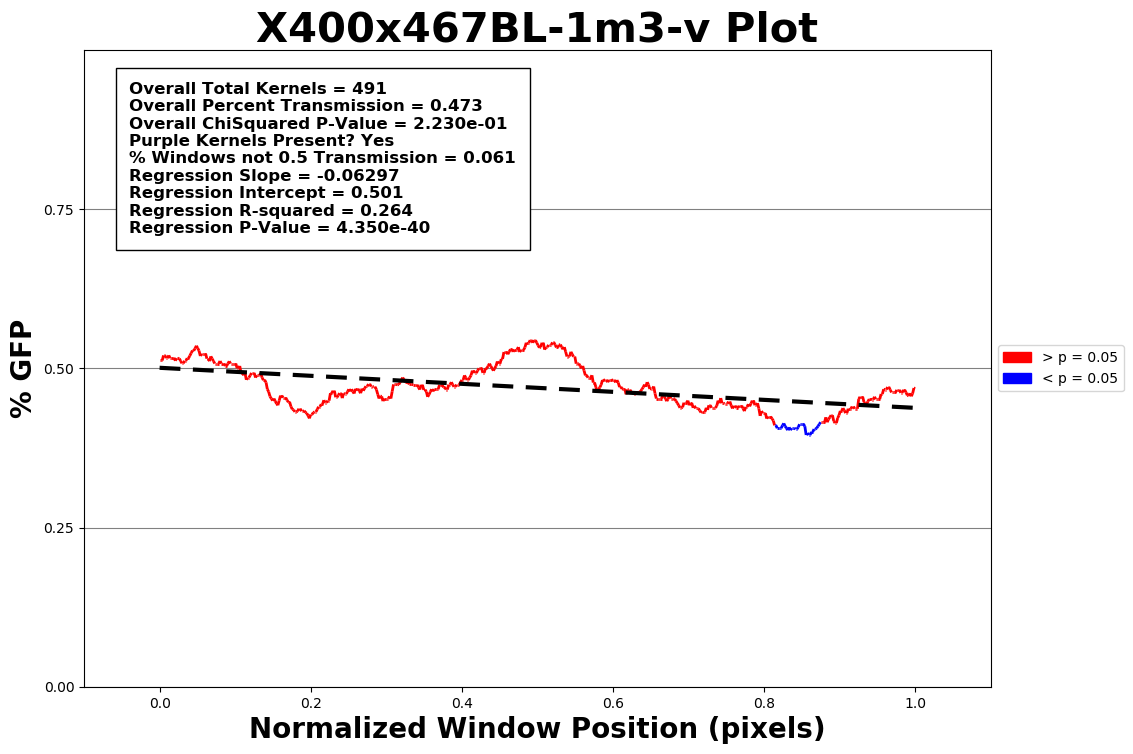 X400x467BL-1m3-v Plot
Overall Total Kernels = 491
Overall Percent Transmission = 0.473
Overall ChiSquared P-Value = 2.230e-01
Purple Kernels Present? Yes
% Windows not 0.5 Transmission = 0.061
Regression Slope = -0.06297
Regression Intercept = 0.501
Regression R-squared = 0.264
Regression P-Value = 4.350e-40
% GFP
0.75
0.50
0.25
0.00
> p = 0.05
< p = 0.05
0.0 0.2 0.4 0.6 0.8 1.0
Normalized Window Position (pixels)